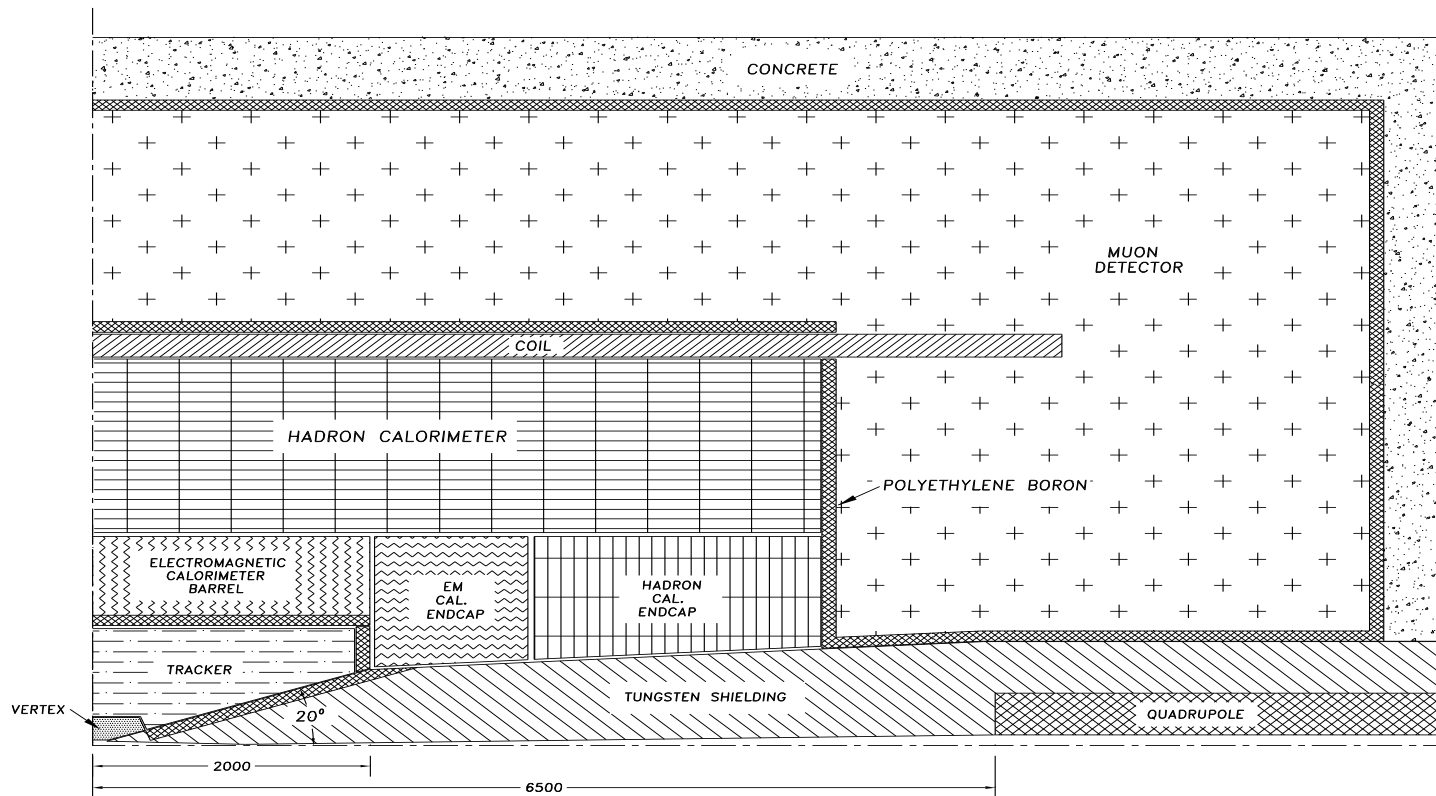 CONCRETE
MUON
DETECTOR
COIL
HADRON CALORIMETER
POLYETHYLENE BORON
ELECTROMAGNETIC
CALORIMETER
BARREL
EM
CAL.
ENDCAP
HADRON
CAL.
ENDCAP
TRACKER
TUNGSTEN SHIELDING
VERTEX
20°
QUADRUPOLE
2000
6500